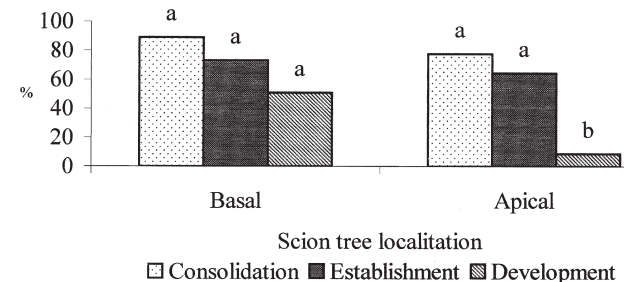 100
80
60
40
20
0
%
a a a a a b
Basal Apical
Scion tree localitation
Consolidation Establishment Development